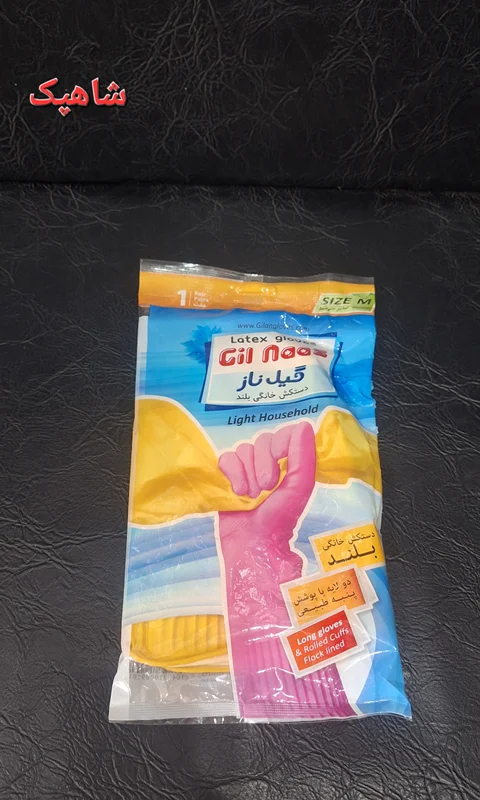 شاهپک
1
SIZE M
www.Gilangloves.com
Latex gloves
Gil Naaz
گیل ناز
دستکش خانگی بلند
Light Household
دستکش خانگی
بلند
دو لایه با پوشش
پنبه طبیعی
Long gloves
& Rolled Cuffs
Flock lined